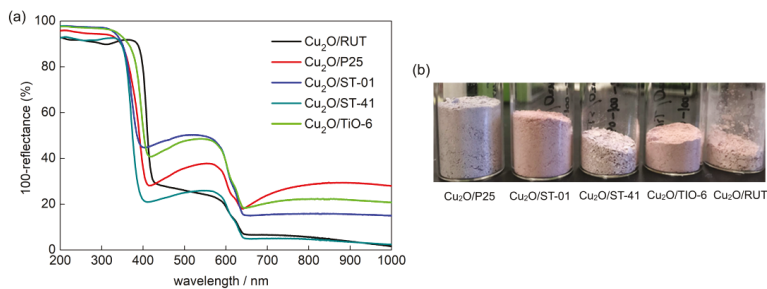 (a)
100
80
60
40
20
0
100-reflectance (%)
200 300 400 500 600 700 800 900 1000
wavelength / nm
Cu₂O/RUT
Cu₂O/P25
Cu₂O/ST-01
Cu₂O/ST-41
Cu₂O/TiO-6
(b)
Cu₂O/P25 Cu₂O/ST-01 Cu₂O/ST-41 Cu₂O/TIO-6 Cu₂O/RUT